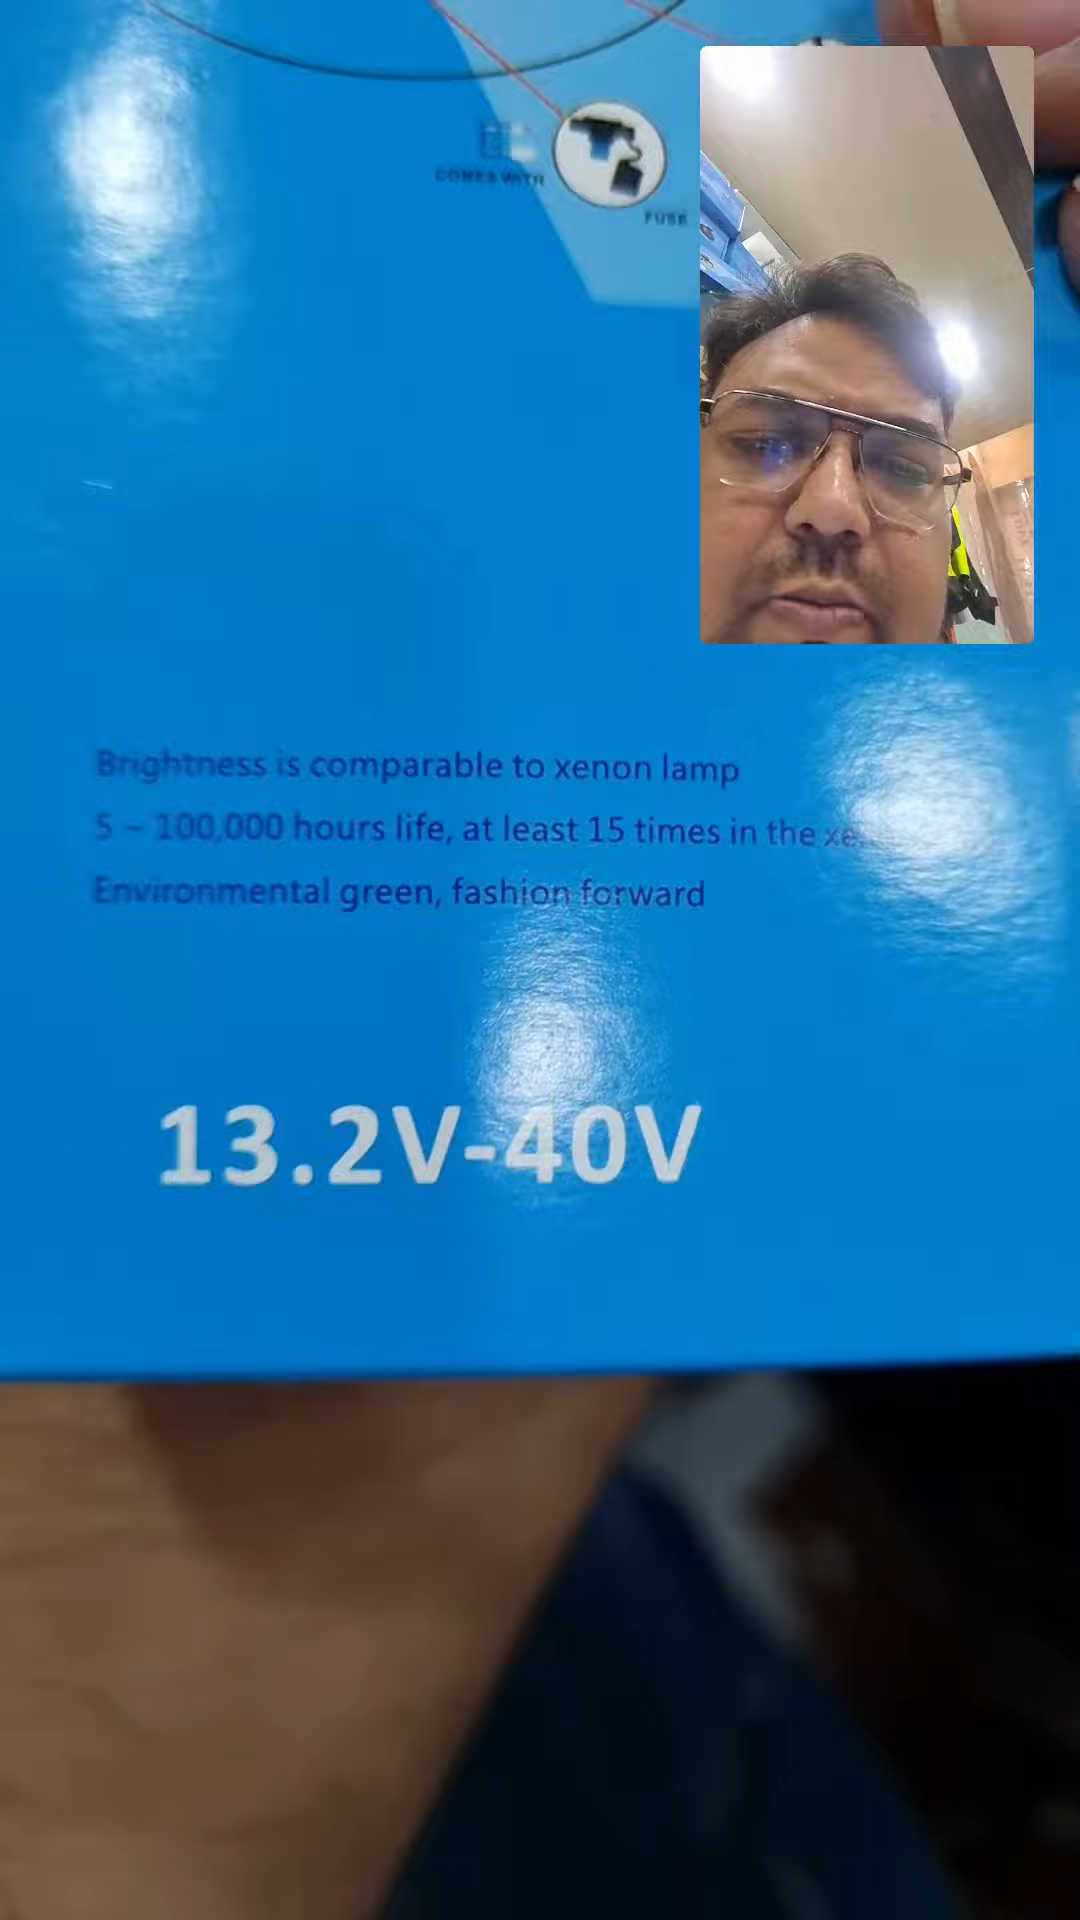 COMES WITH
FUSE
Brightness is comparable to xenon lamp
5 ~ 100,000 hours life, at least 15 times in the
Environmental green, fashion forward
13.2V-40V